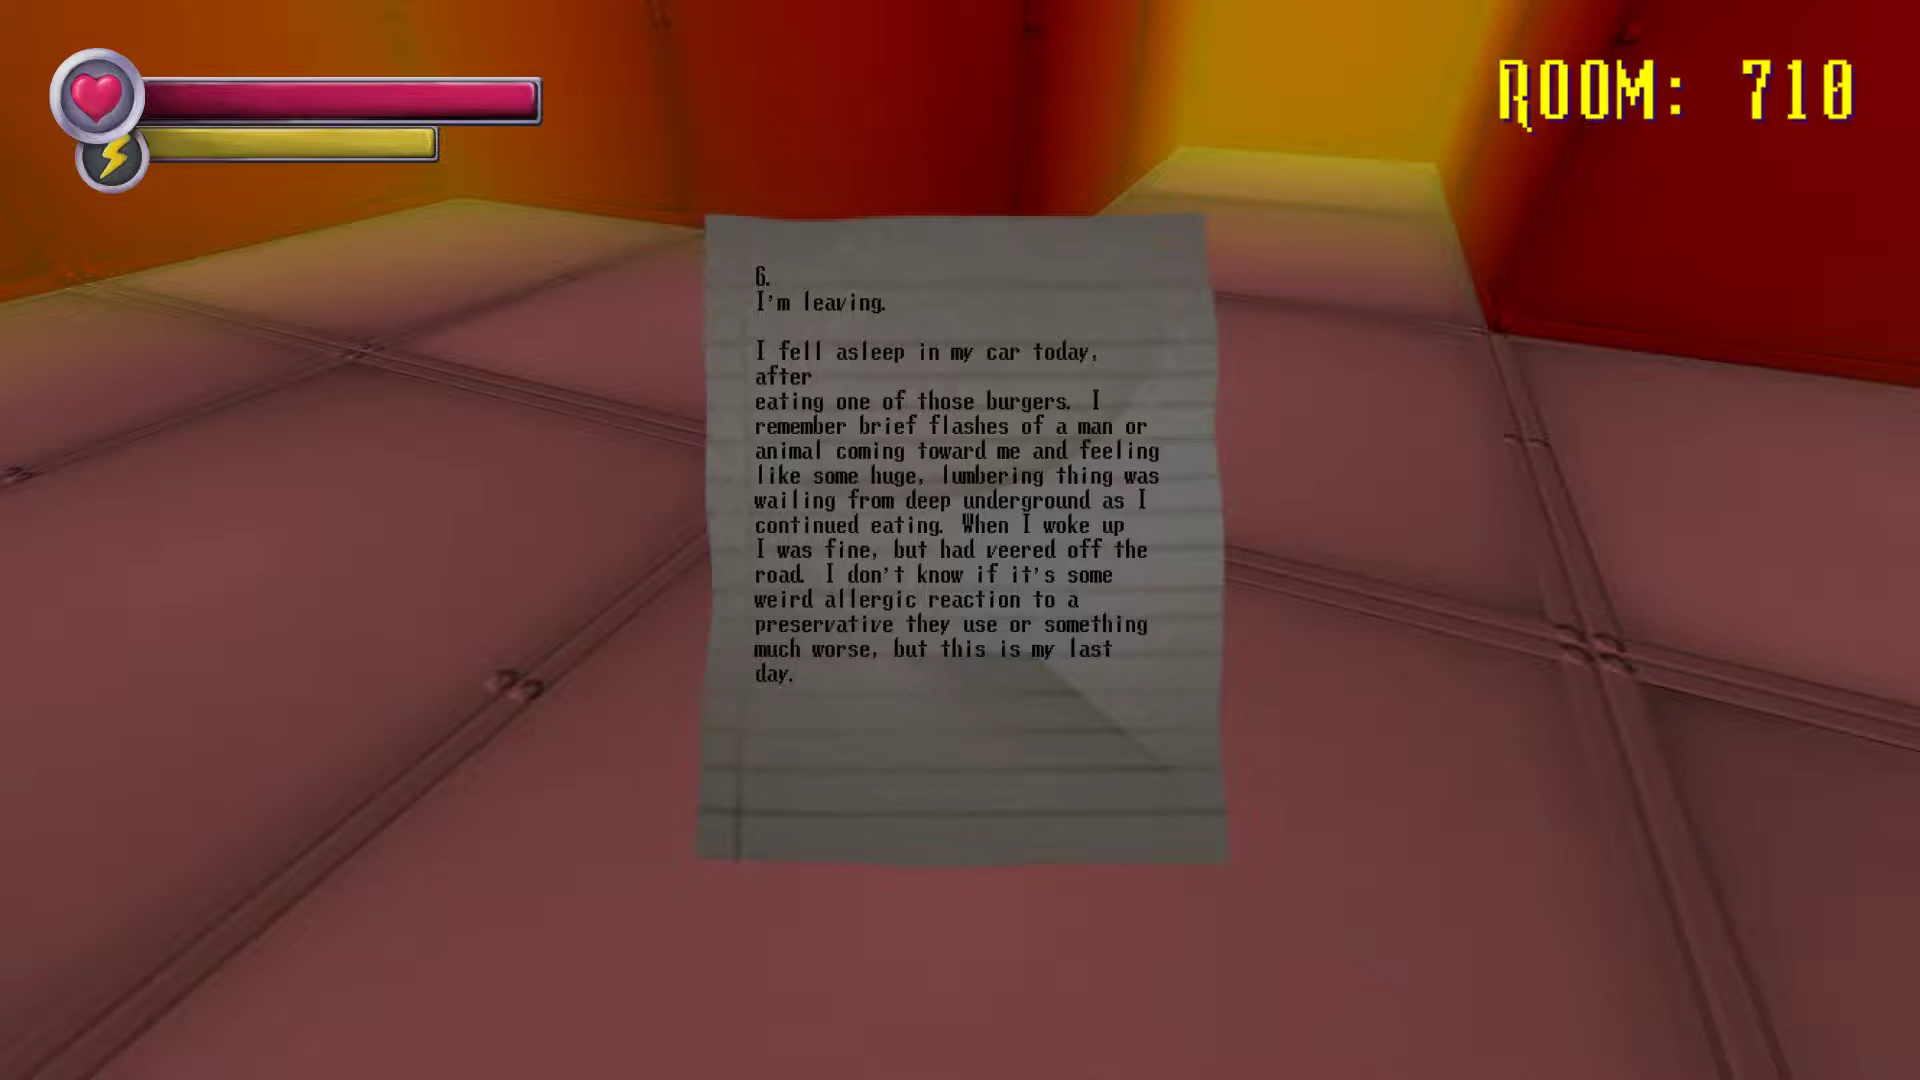 ROOM: 710
6.
I'm leaving.
I fell asleep in my car today,
after
eating one of those burgers. I
remember brief flashes of a man or
animal coming toward me and feeling
like some huge, lumbering thing was
wailing from deep underground as I
continued eating. When I woke up
I was fine, but had veered off the
road. I don't know if it's some
weird allergic reaction to a
preservative they use or something
much worse, but this is my last
day.